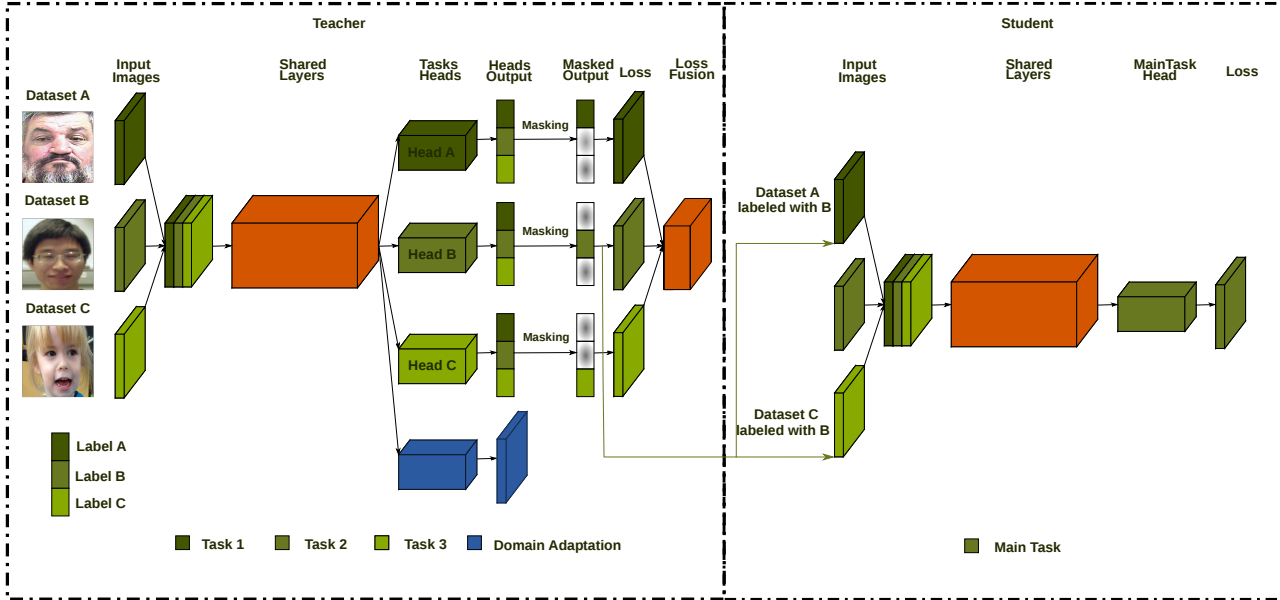 Teacher
Student
Input
Images
Shared
Layers
Tasks
Heads
Heads
Output
Masked
Output
Loss
Loss
Fusion
Input
Images
Shared
Layers
MainTask
Head
Loss
Dataset A
Dataset B
Dataset C
Head A
Head B
Head C
Masking
Masking
Masking
Dataset A
labeled with B
Dataset C
labeled with B
Label A
Label B
Label C
Task 1
Task 2
Task 3
Domain Adaptation
Main Task